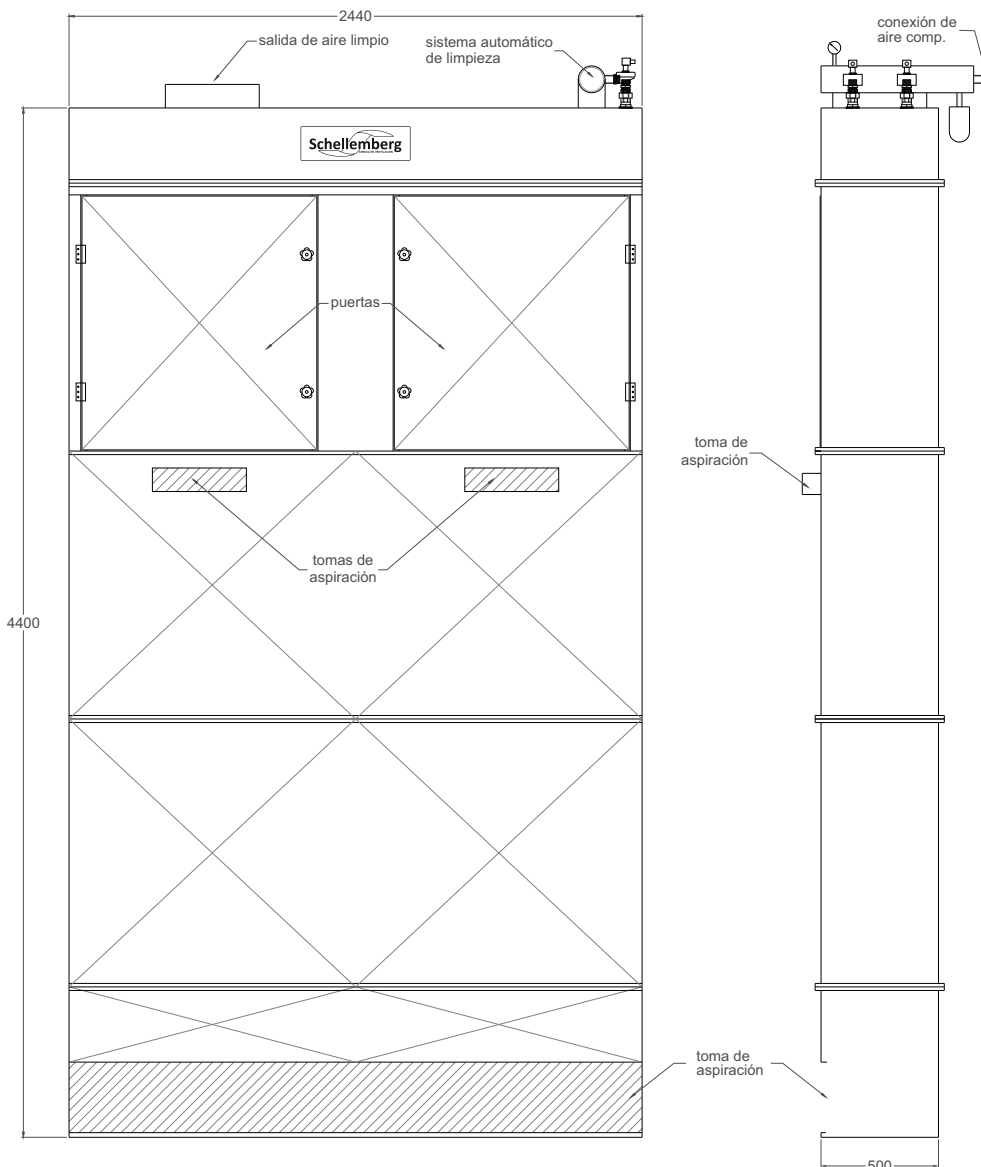 2440
salida de aire limpio
sistema automático
de limpieza
conexión de
aire comp.
Schellemberg
puertas
toma de
aspiración
tomas de
aspiración
4400
toma de
aspiración
500